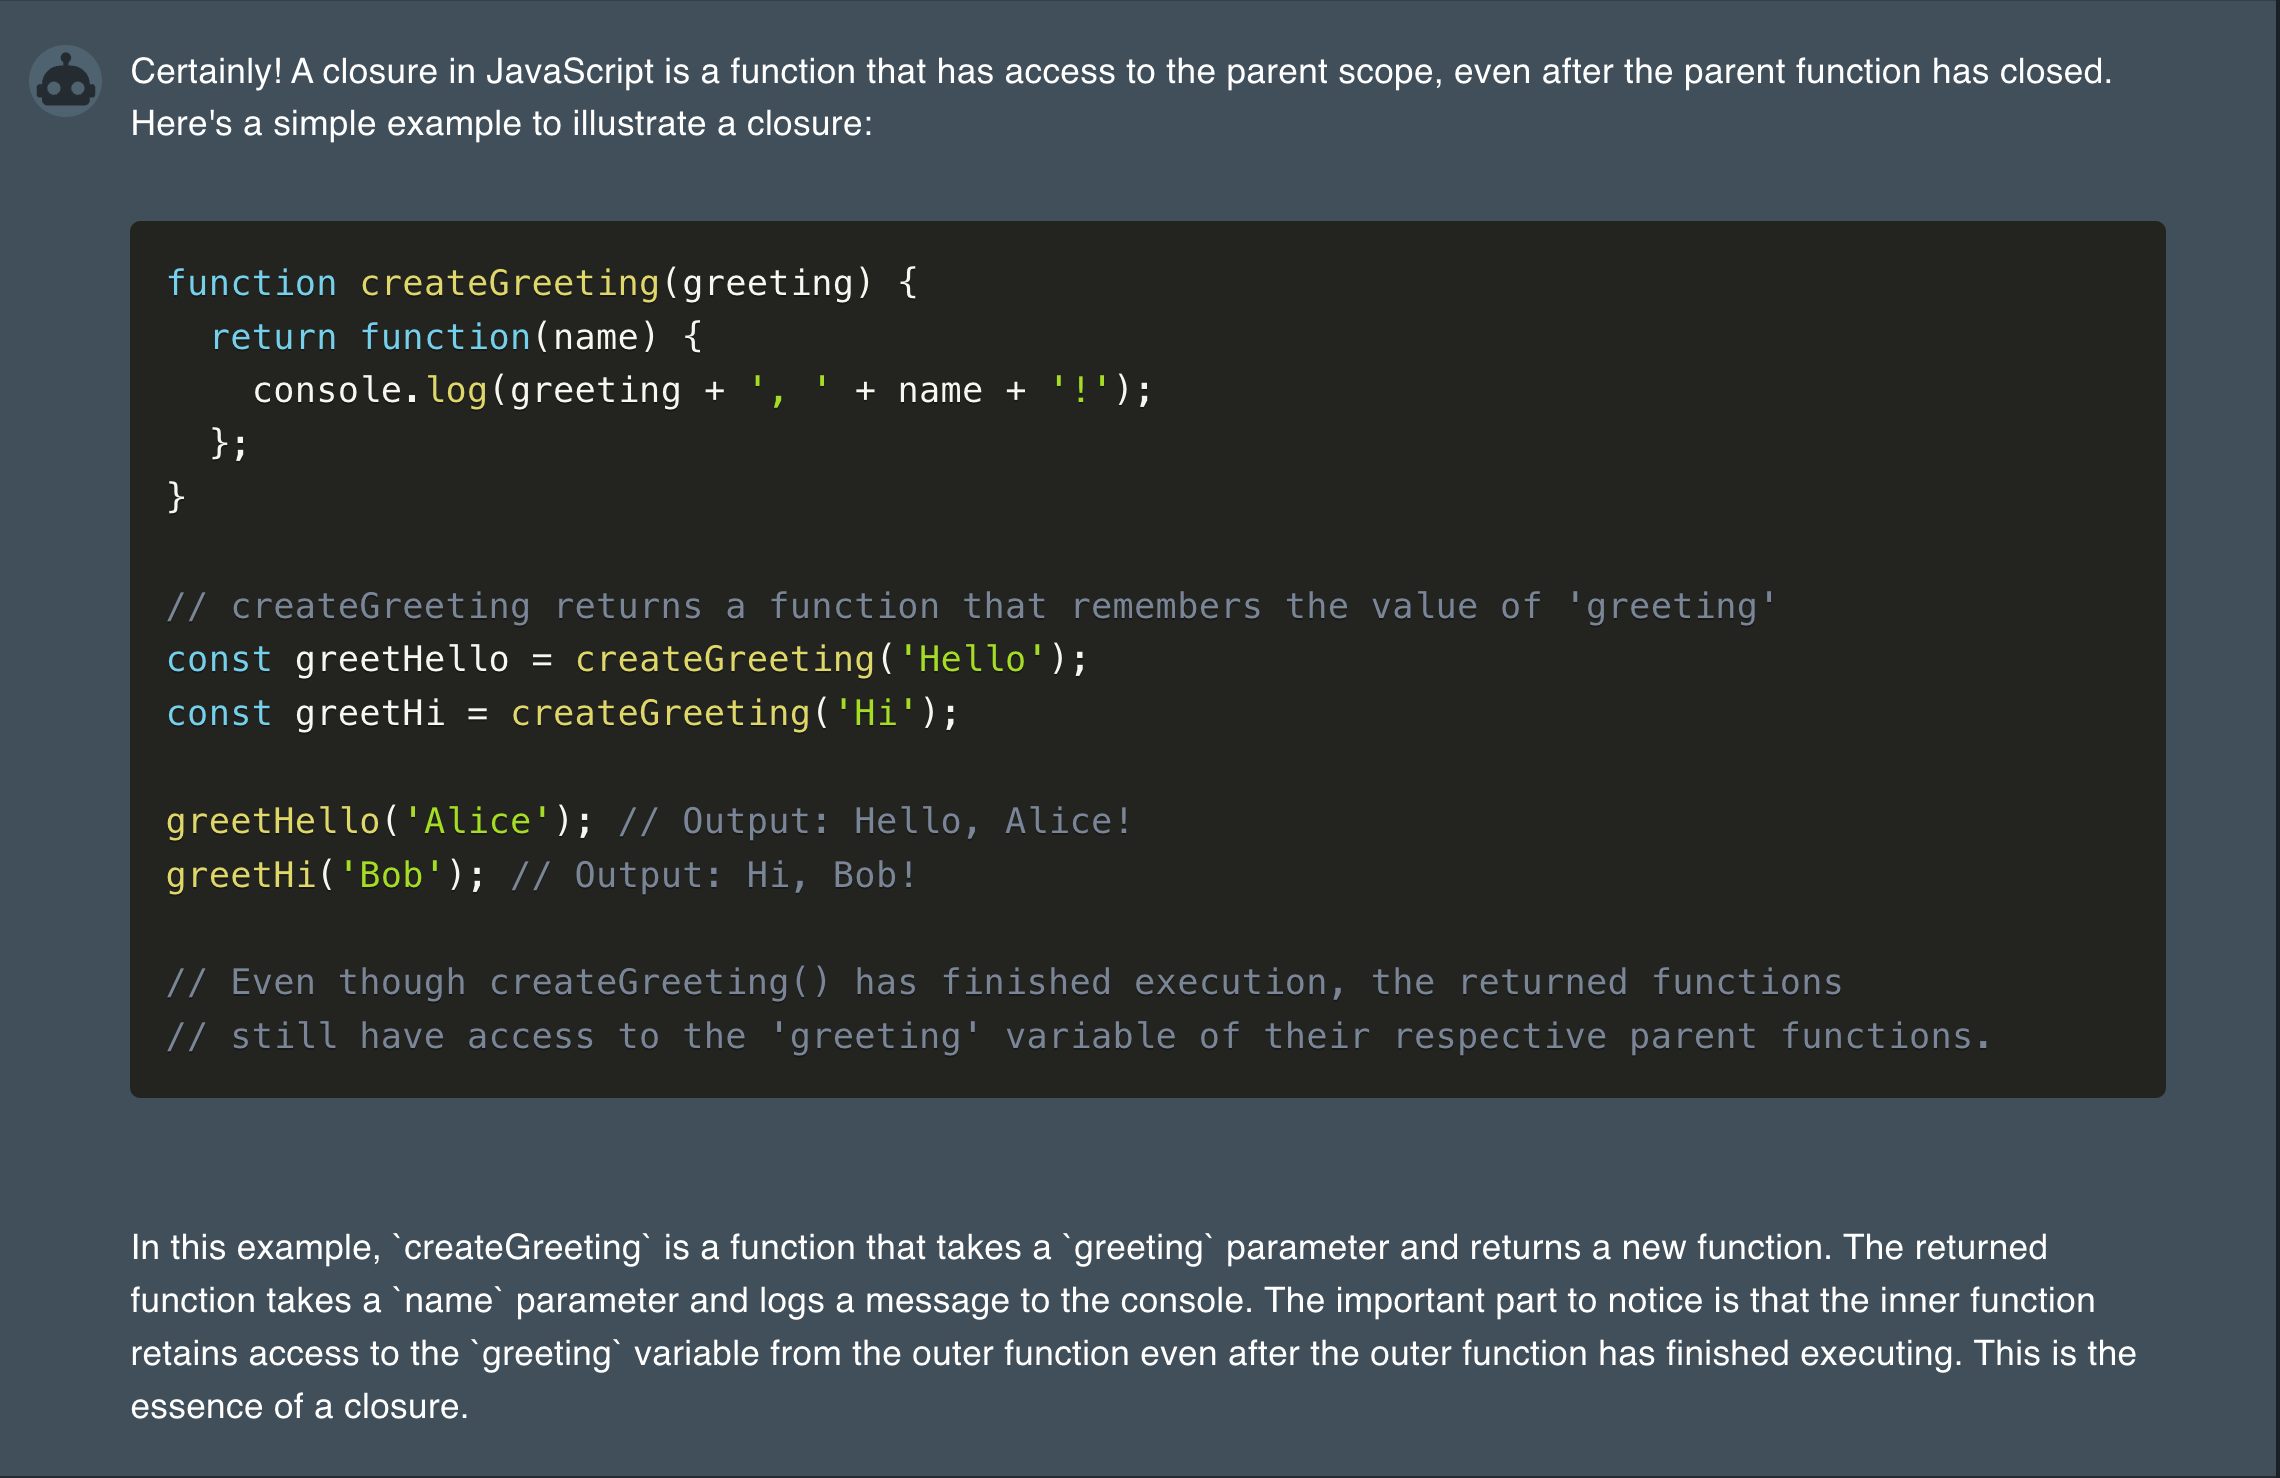 Certainly! A closure in JavaScript is a function that has access to the parent scope, even after the parent function has closed.
Here's a simple example to illustrate a closure:
function createGreeting(greeting) {
  return function(name) {
    console.log(greeting + ', ' + name + '!');
  };
}
// createGreeting returns a function that remembers the value of 'greeting'
const greetHello = createGreeting('Hello');
const greetHi = createGreeting('Hi');
greetHello('Alice'); // Output: Hello, Alice!
greetHi('Bob'); // Output: Hi, Bob!
// Even though createGreeting() has finished execution, the returned functions
// still have access to the 'greeting' variable of their respective parent functions.
In this example, `createGreeting` is a function that takes a `greeting` parameter and returns a new function. The returned
function takes a `name` parameter and logs a message to the console. The important part to notice is that the inner function
retains access to the `greeting` variable from the outer function even after the outer function has finished executing. This is the
essence of a closure.